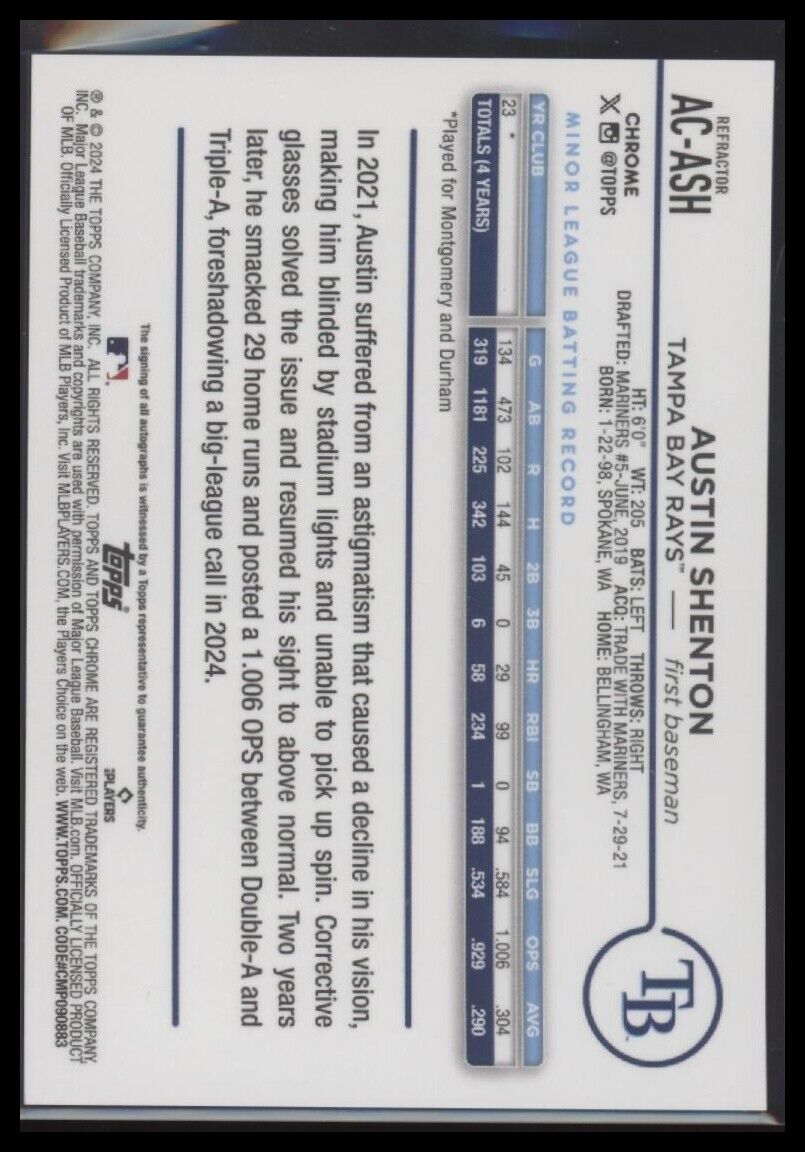 REFRACTOR
AC-ASH
CHROME
@TOPPS
AUSTIN SHENTON
TAMPA BAY RAYS™ — first baseman
HT: 6'0" WT: 205 BATS: LEFT THROWS: RIGHT
DRAFTED: MARINERS #5-JUNE, 2019 ACQ: TRADE WITH MARINERS, 7-29-21
BORN: 1-22-98, SPOKANE, WA HOME: BELLINGHAM, WA
TB
MINOR LEAGUE BATTING RECORD
YR CLUB G AB R H 2B 3B HR RBI SB BB SLG OPS AVG
23 * 134 473 102 144 45 0 29 99 0 94 .584 1.006 .304
TOTALS (4 YEARS) 319 1181 225 342 103 6 58 234 1 188 .534 .929 .290
*Played for Montgomery and Durham
In 2021, Austin suffered from an astigmatism that caused a decline in his vision,
making him blinded by stadium lights and unable to pick up spin. Corrective
glasses solved the issue and resumed his sight to above normal. Two years
later, he smacked 29 home runs and posted a 1.006 OPS between Double-A and
Triple-A, foreshadowing a big-league call in 2024.
The signing of all autographs is witnessed by a Topps representative to guarantee authenticity.
topps®
PLAYERS
® & © 2024 THE TOPPS COMPANY, INC. ALL RIGHTS RESERVED. TOPPS AND TOPPS CHROME ARE REGISTERED TRADEMARKS OF THE TOPPS COMPANY,
INC. Major League Baseball trademarks and copyrights are used with permission of Major League Baseball. Visit MLB.com. OFFICIALLY LICENSED PRODUCT
OF MLB. Officially Licensed Product of MLB Players, Inc. Visit MLBPLAYERS.COM, the Players Choice on the web. WWW.TOPPS.COM. CODE#CMP090883